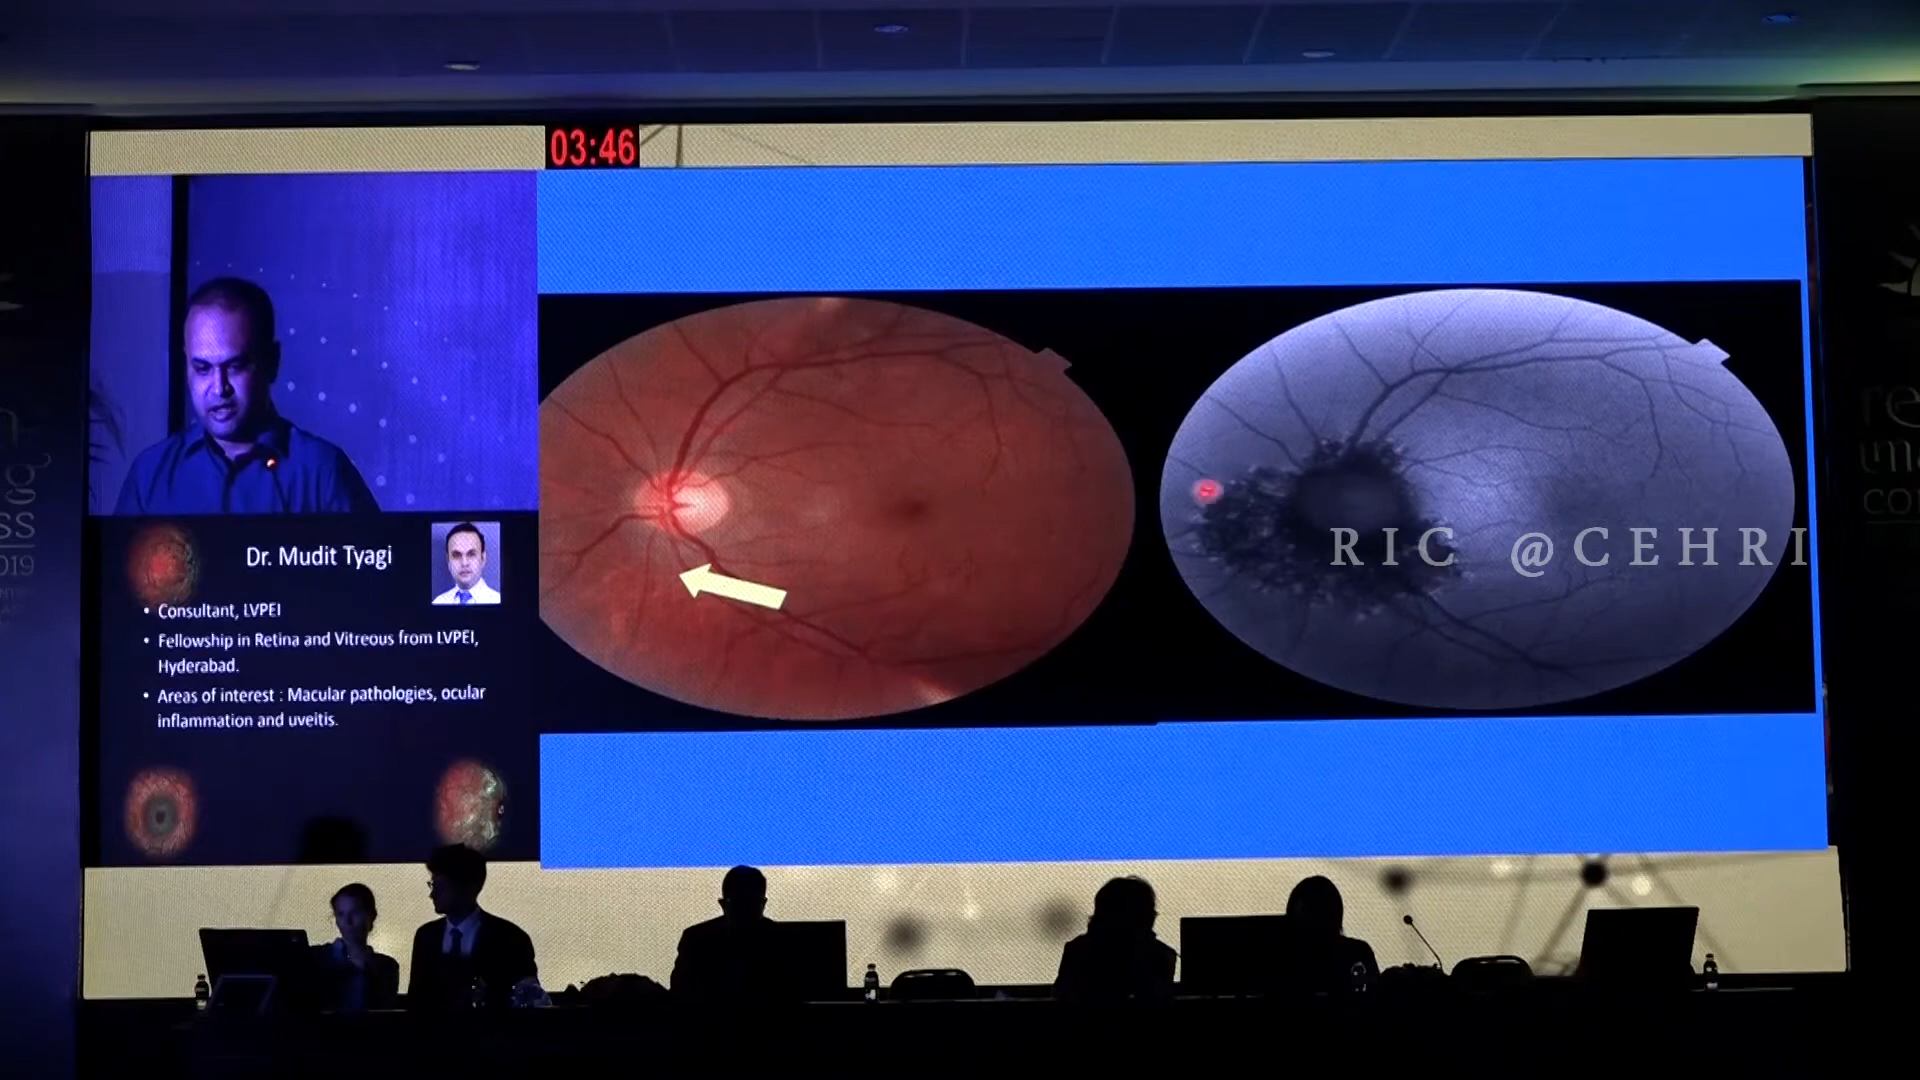 03:46
Dr. Mudit Tyagi
• Consultant, LVPEI
• Fellowship in Retina and Vitreous from LVPEI,
Hyderabad.
• Areas of interest : Macular pathologies, ocular
inflammation and uveitis.
RIC @CEHRI